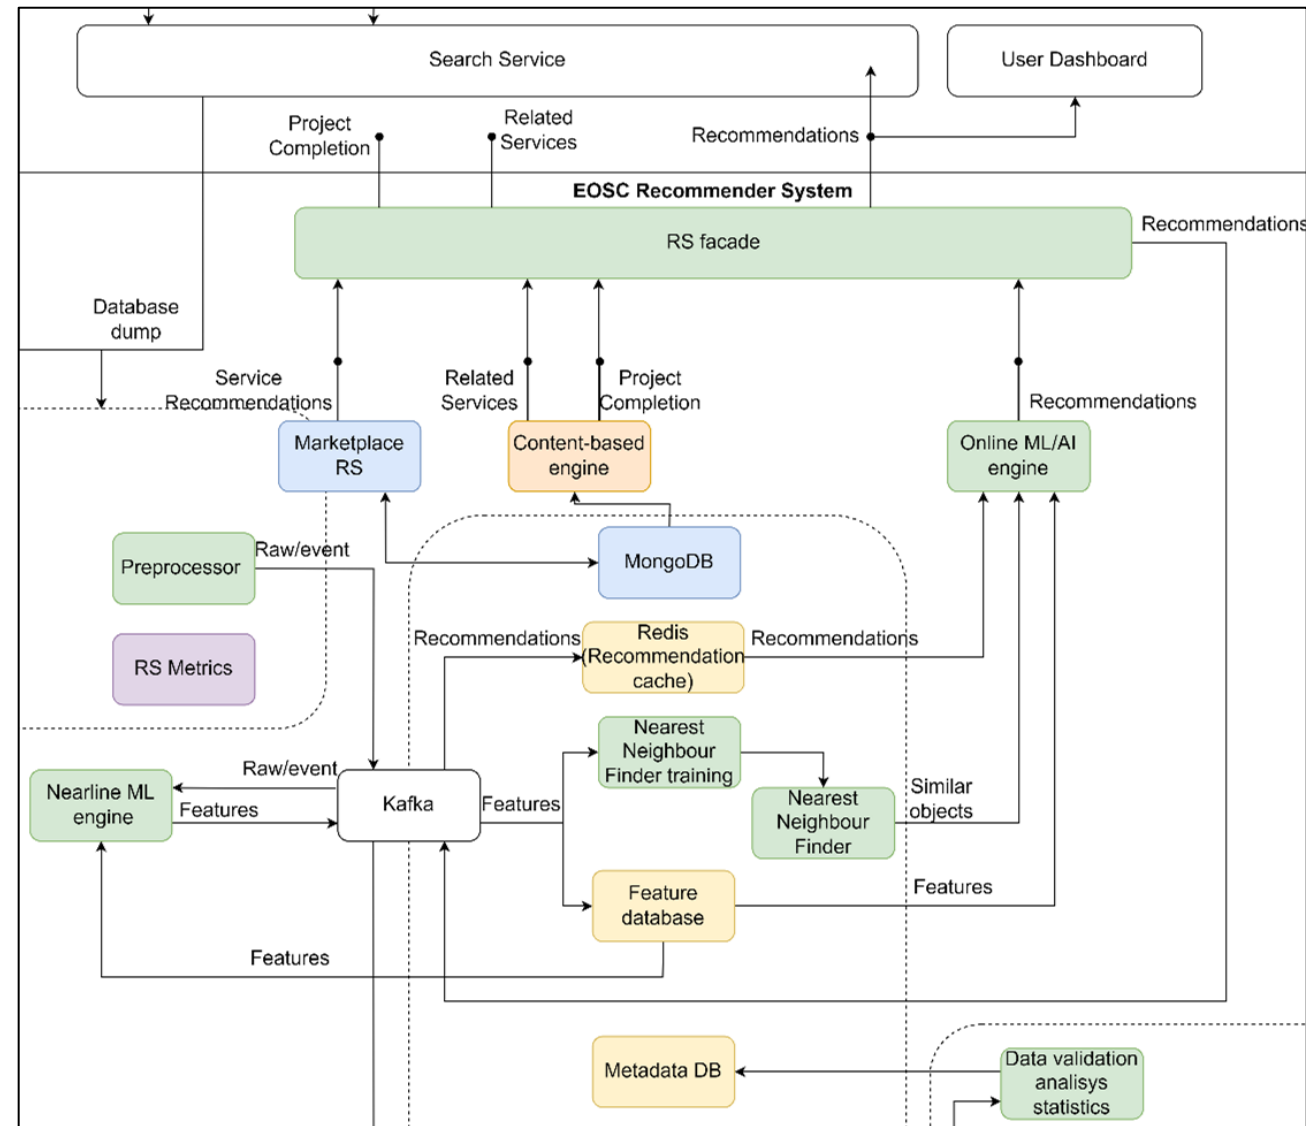 Search Service
User Dashboard
Project
Completion
Related
Services
Recommendations
EOSC Recommender System
RS facade
Recommendations
Database
dump
Service
Recommendations
Related
Services
Project
Completion
Recommendations
Marketplace
RS
Content-based
engine
Online ML/AI
engine
Preprocessor
Raw/event
MongoDB
RS Metrics
Recommendations
Redis
(Recommendation
cache)
Recommendations
Nearest
Neighbour
Finder training
Nearline ML
engine
Raw/event
Features
Kafka
Features
Nearest
Neighbour
Finder
Similar
objects
Feature
database
Features
Features
Metadata DB
Data validation
analisys
statistics